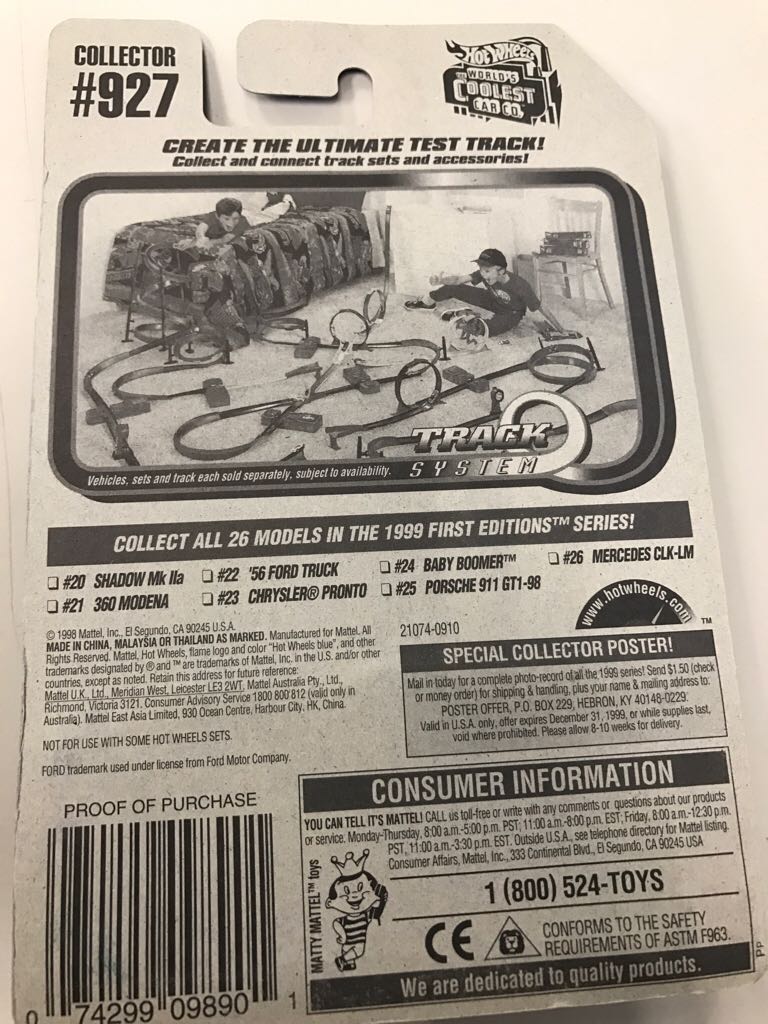 COLLECTOR
#927
HOT WHEELS
WORLD'S
COOLEST
CAR CO.
CREATE THE ULTIMATE TEST TRACK!
Collect and connect track sets and accessories!
TRACK
SYSTEM
Vehicles, sets and track each sold separately, subject to availability.
COLLECT ALL 26 MODELS IN THE 1999 FIRST EDITIONS™ SERIES!
#20 SHADOW Mk IIa
#21 360 MODENA
#22 '56 FORD TRUCK
#23 CHRYSLER® PRONTO
#24 BABY BOOMER™
#25 PORSCHE 911 GT1-98
#26 MERCEDES CLK-LM
www.hotwheels.com
TM
© 1998 Mattel, Inc., El Segundo, CA 90245 U.S.A.
MADE IN CHINA, MALAYSIA OR THAILAND AS MARKED. Manufactured for Mattel. All
Rights Reserved. Mattel, Hot Wheels, flame logo and color "Hot Wheels blue", and other
trademarks designated by ® and ™ are trademarks of Mattel, Inc. in the U.S. and/or other
countries, except as noted. Retain this address for future reference:
Mattel U.K., Ltd., Meridian West, Leicester LE3 2WT. Mattel Australia Pty., Ltd.,
Richmond, Victoria 3121. Consumer Advisory Service 1800 800 812 (valid only in
Australia). Mattel East Asia Limited, 930 Ocean Centre, Harbour City, HK, China.
NOT FOR USE WITH SOME HOT WHEELS SETS.
FORD trademark used under license from Ford Motor Company.
21074-0910
SPECIAL COLLECTOR POSTER!
Mail in today for a complete photo-record of all the 1999 series! Send $1.50 (check
or money order) for shipping & handling, plus your name & mailing address to:
POSTER OFFER, P.O. BOX 229, HEBRON, KY 40148-0229.
Valid in U.S.A. only, offer expires December 31, 1999, or while supplies last,
void where prohibited. Please allow 8-10 weeks for delivery.
PROOF OF PURCHASE
0 74299 09890 1
CONSUMER INFORMATION
YOU CAN TELL IT'S MATTEL! CALL us toll-free or write with any comments or questions about our products
or service. Monday-Thursday, 8:00 a.m.-5:00 p.m. PST; 11:00 a.m.-8:00 p.m. EST; Friday, 8:00 a.m.-12:30 p.m.
PST, 11:00 a.m.-3:30 p.m. EST. Outside U.S.A., see telephone directory for Mattel listing.
Consumer Affairs, Mattel, Inc., 333 Continental Blvd., El Segundo, CA 90245 USA
MATTY MATTEL™ toys
1 (800) 524-TOYS
CE
CONFORMS TO THE SAFETY
REQUIREMENTS OF ASTM F963.
We are dedicated to quality products.
PP